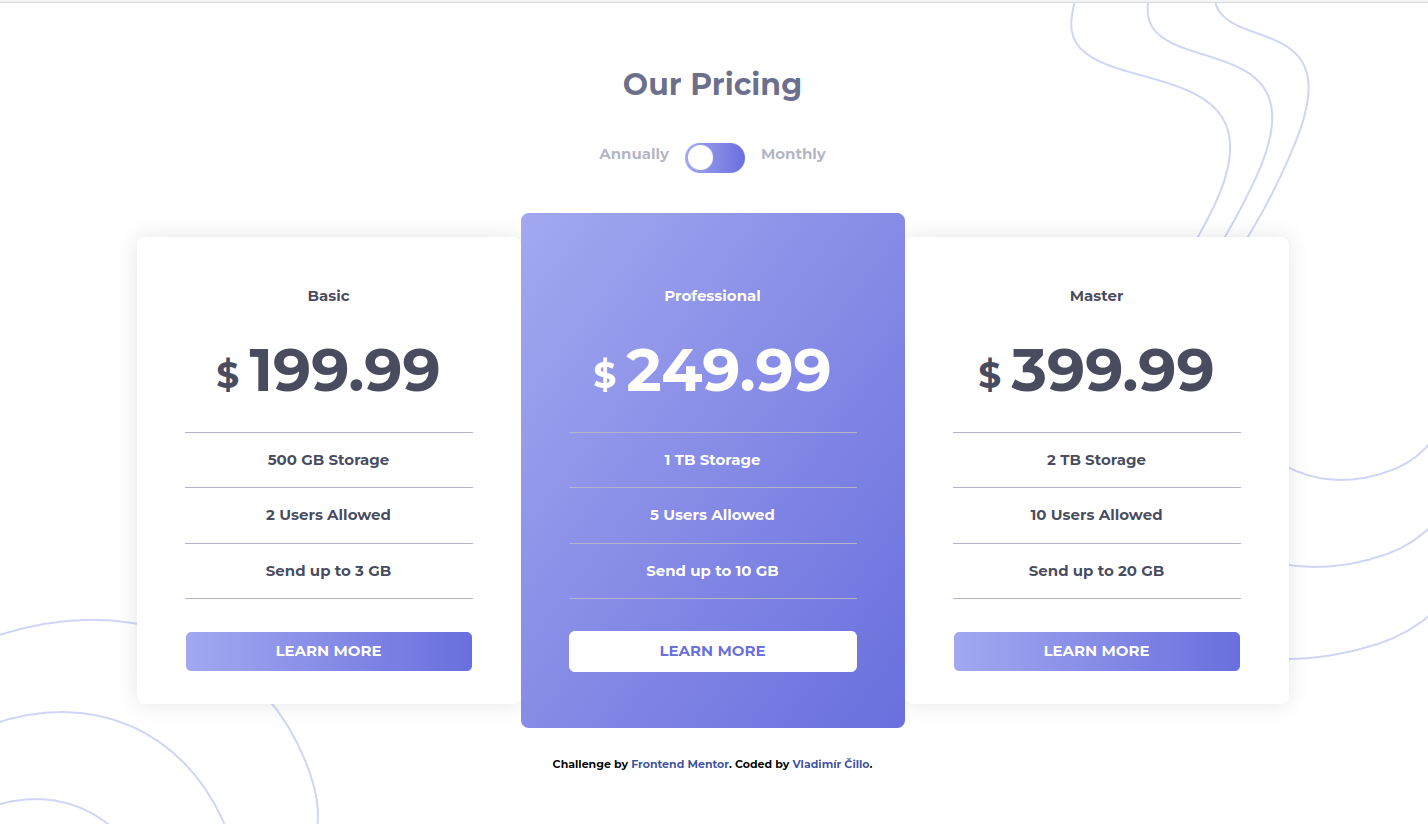 Our Pricing
Annually Monthly
Basic
$ 199.99
500 GB Storage
2 Users Allowed
Send up to 3 GB
LEARN MORE
Professional
$ 249.99
1 TB Storage
5 Users Allowed
Send up to 10 GB
LEARN MORE
Master
$ 399.99
2 TB Storage
10 Users Allowed
Send up to 20 GB
LEARN MORE
Challenge by Frontend Mentor. Coded by Vladimír Čillo.